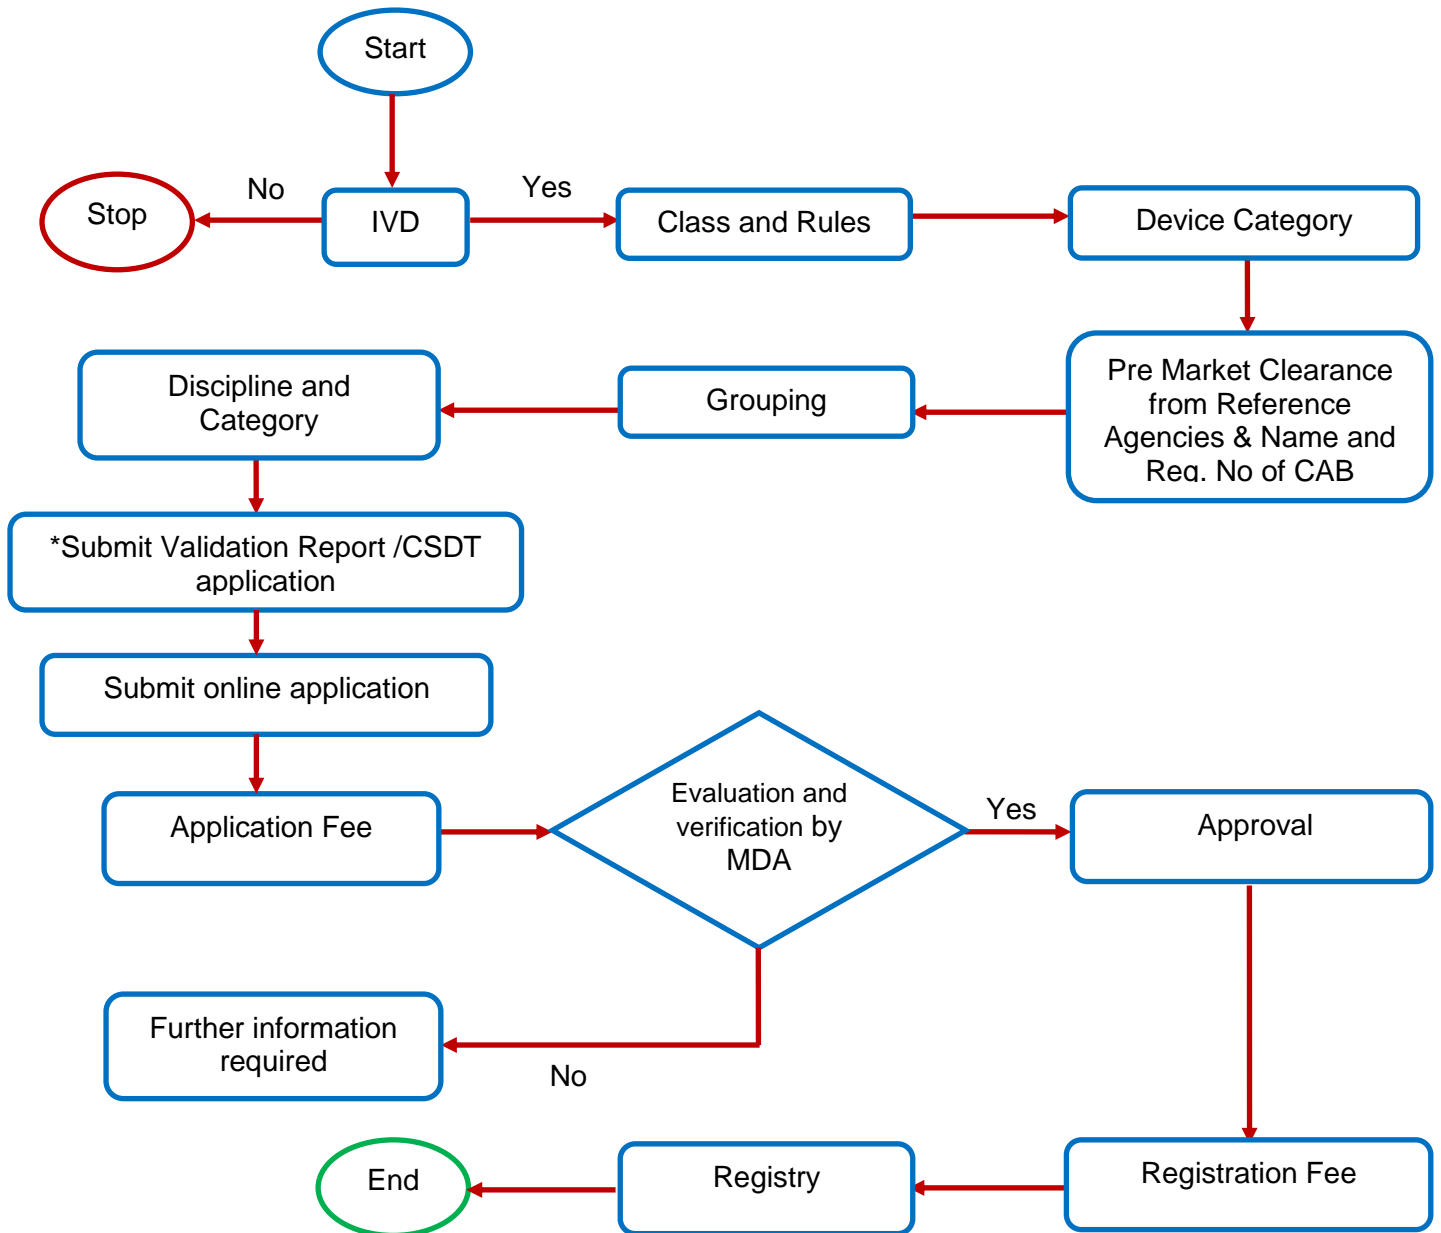 Start
No
Yes
Stop
IVD
Class and Rules
Device Category
Discipline and
Category
Grouping
Pre Market Clearance
from Reference
Agencies & Name and
Reg. No of CAB
*Submit Validation Report /CSDT
application
Submit online application
Application Fee
Evaluation and
verification by
MDA
Yes
Approval
Further information
required
No
End
Registry
Registration Fee